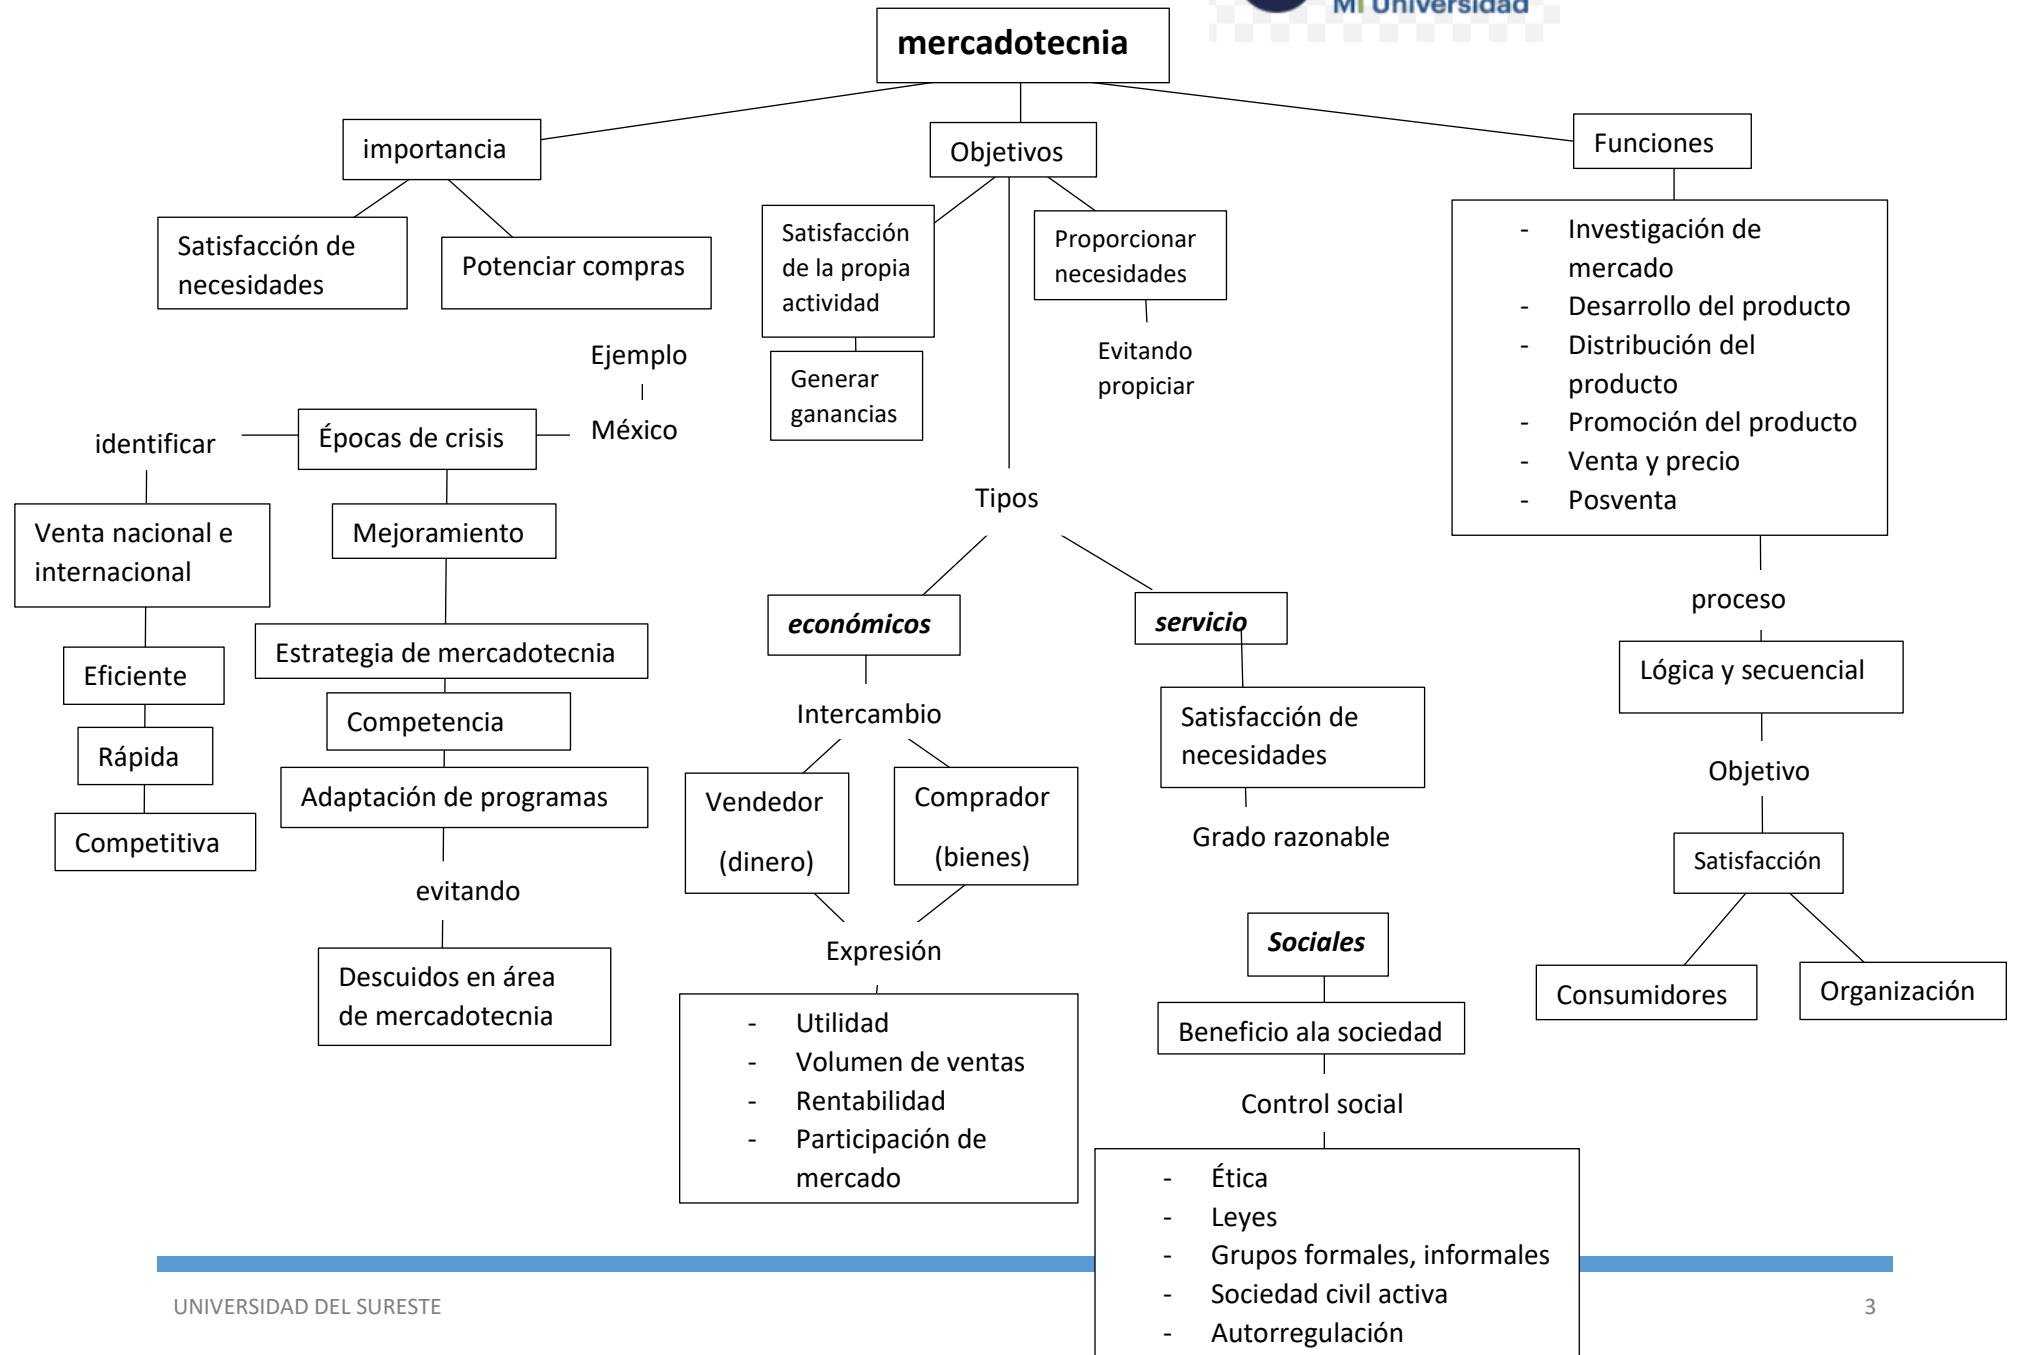 Mi Universidad
mercadotecnia
importancia
Objetivos
Funciones
Satisfacción de
necesidades
Potenciar compras
Ejemplo
México
Épocas de crisis
identificar
Venta nacional e
internacional
Eficiente
Rápida
Competitiva
Mejoramiento
Estrategia de mercadotecnia
Competencia
Adaptación de programas
evitando
Descuidos en área
de mercadotecnia
Satisfacción
de la propia
actividad
Generar
ganancias
Proporcionar
necesidades
Evitando
propiciar
Tipos
económicos
Intercambio
Vendedor
(dinero)
Comprador
(bienes)
Expresión
- Utilidad
- Volumen de ventas
- Rentabilidad
- Participación de
mercado
servicio
Satisfacción de
necesidades
Grado razonable
Sociales
Beneficio ala sociedad
Control social
- Ética
- Leyes
- Grupos formales, informales
- Sociedad civil activa
- Autorregulación
- Investigación de
mercado
- Desarrollo del producto
- Distribución del
producto
- Promoción del producto
- Venta y precio
- Posventa
proceso
Lógica y secuencial
Objetivo
Satisfacción
Consumidores
Organización
UNIVERSIDAD DEL SURESTE
3